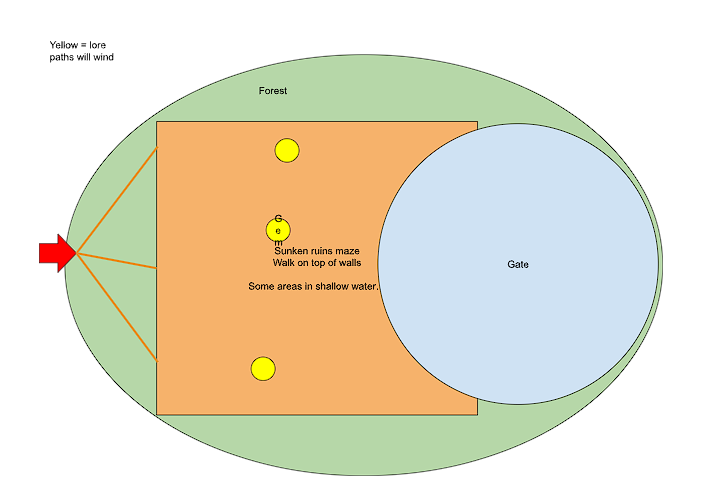 Yellow = lore
paths will wind
Forest
G
e
m
Sunken ruins maze
Walk on top of walls
Gate
Some areas in shallow water.